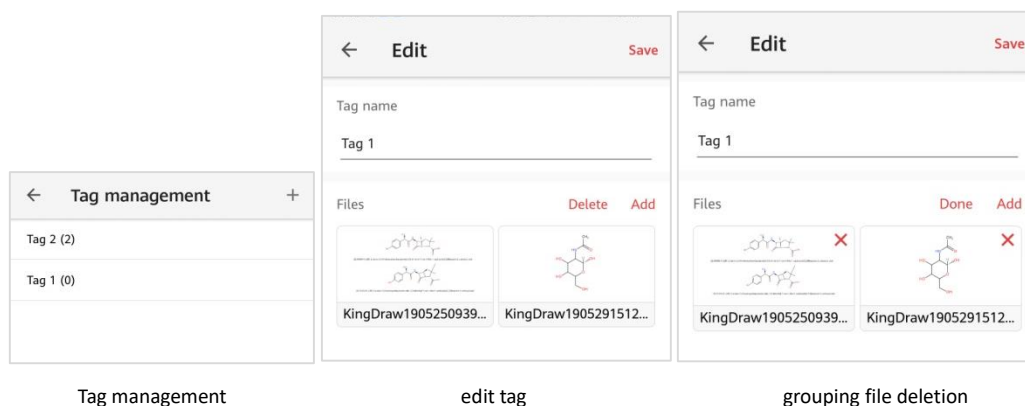 ← Tag management +
Tag 2 (2)
Tag 1 (0)
← Edit Save
Tag name
Tag 1
Files Delete Add
KingDraw1905250939... KingDraw1905291512...
← Edit Save
Tag name
Tag 1
Files Done Add
KingDraw1905250939... KingDraw1905291512...
Tag management
edit tag
grouping file deletion